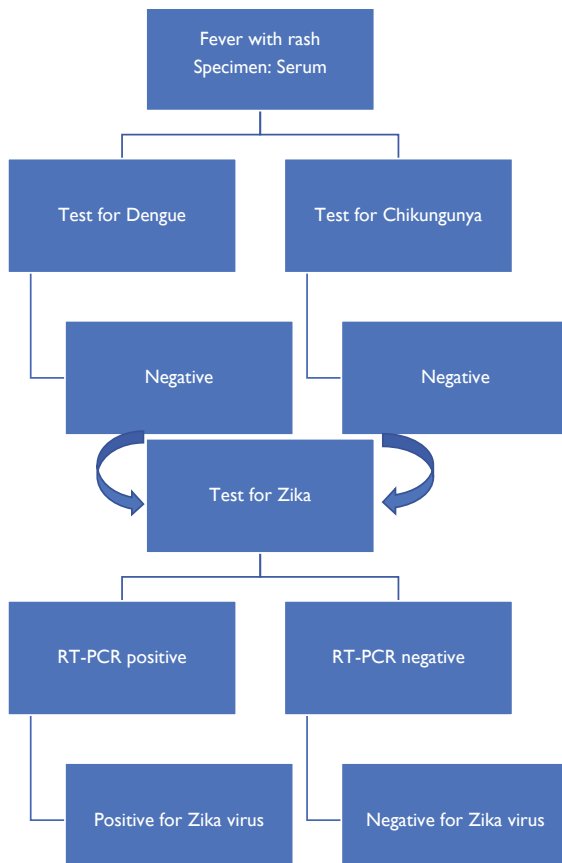 Fever with rash
Specimen: Serum
Test for Dengue
Test for Chikungunya
Negative
Negative
Test for Zika
RT-PCR positive
RT-PCR negative
Positive for Zika virus
Negative for Zika virus